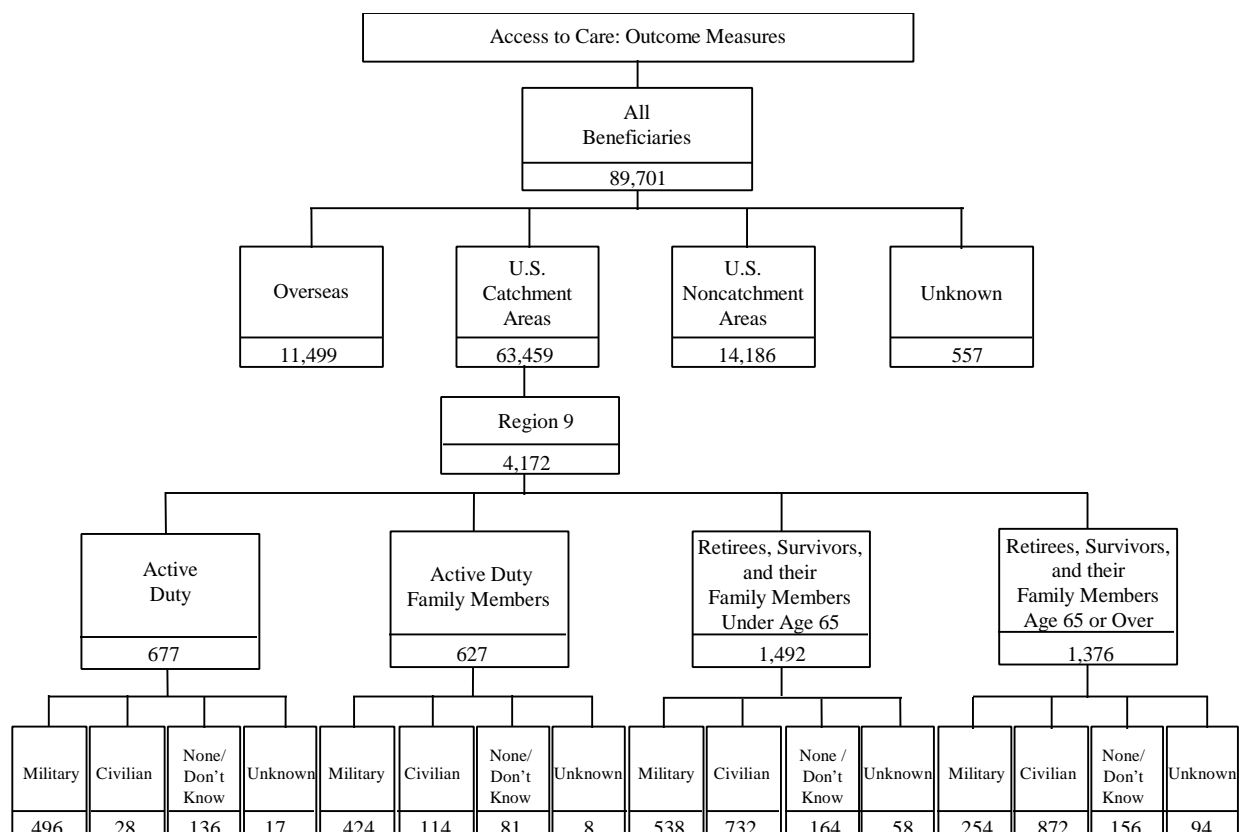 Access to Care: Outcome Measures
All
Beneficiaries
89,701
Overseas
11,499
U.S.
Catchment
Areas
63,459
U.S.
Noncatchment
Areas
14,186
Unknown
557
Region 9
4,172
Active
Duty
677
Active Duty
Family Members
627
Retirees, Survivors,
and their
Family Members
Under Age 65
1,492
Retirees, Survivors,
and their
Family Members
Age 65 or Over
1,376
Military
496
Civilian
28
None/
Don't
Know
136
Unknown
17
Military
424
Civilian
114
None/
Don't
Know
81
Unknown
8
Military
538
Civilian
732
None /
Don't
Know
164
Unknown
58
Military
254
Civilian
872
None/
Don't
Know
156
Unknown
94